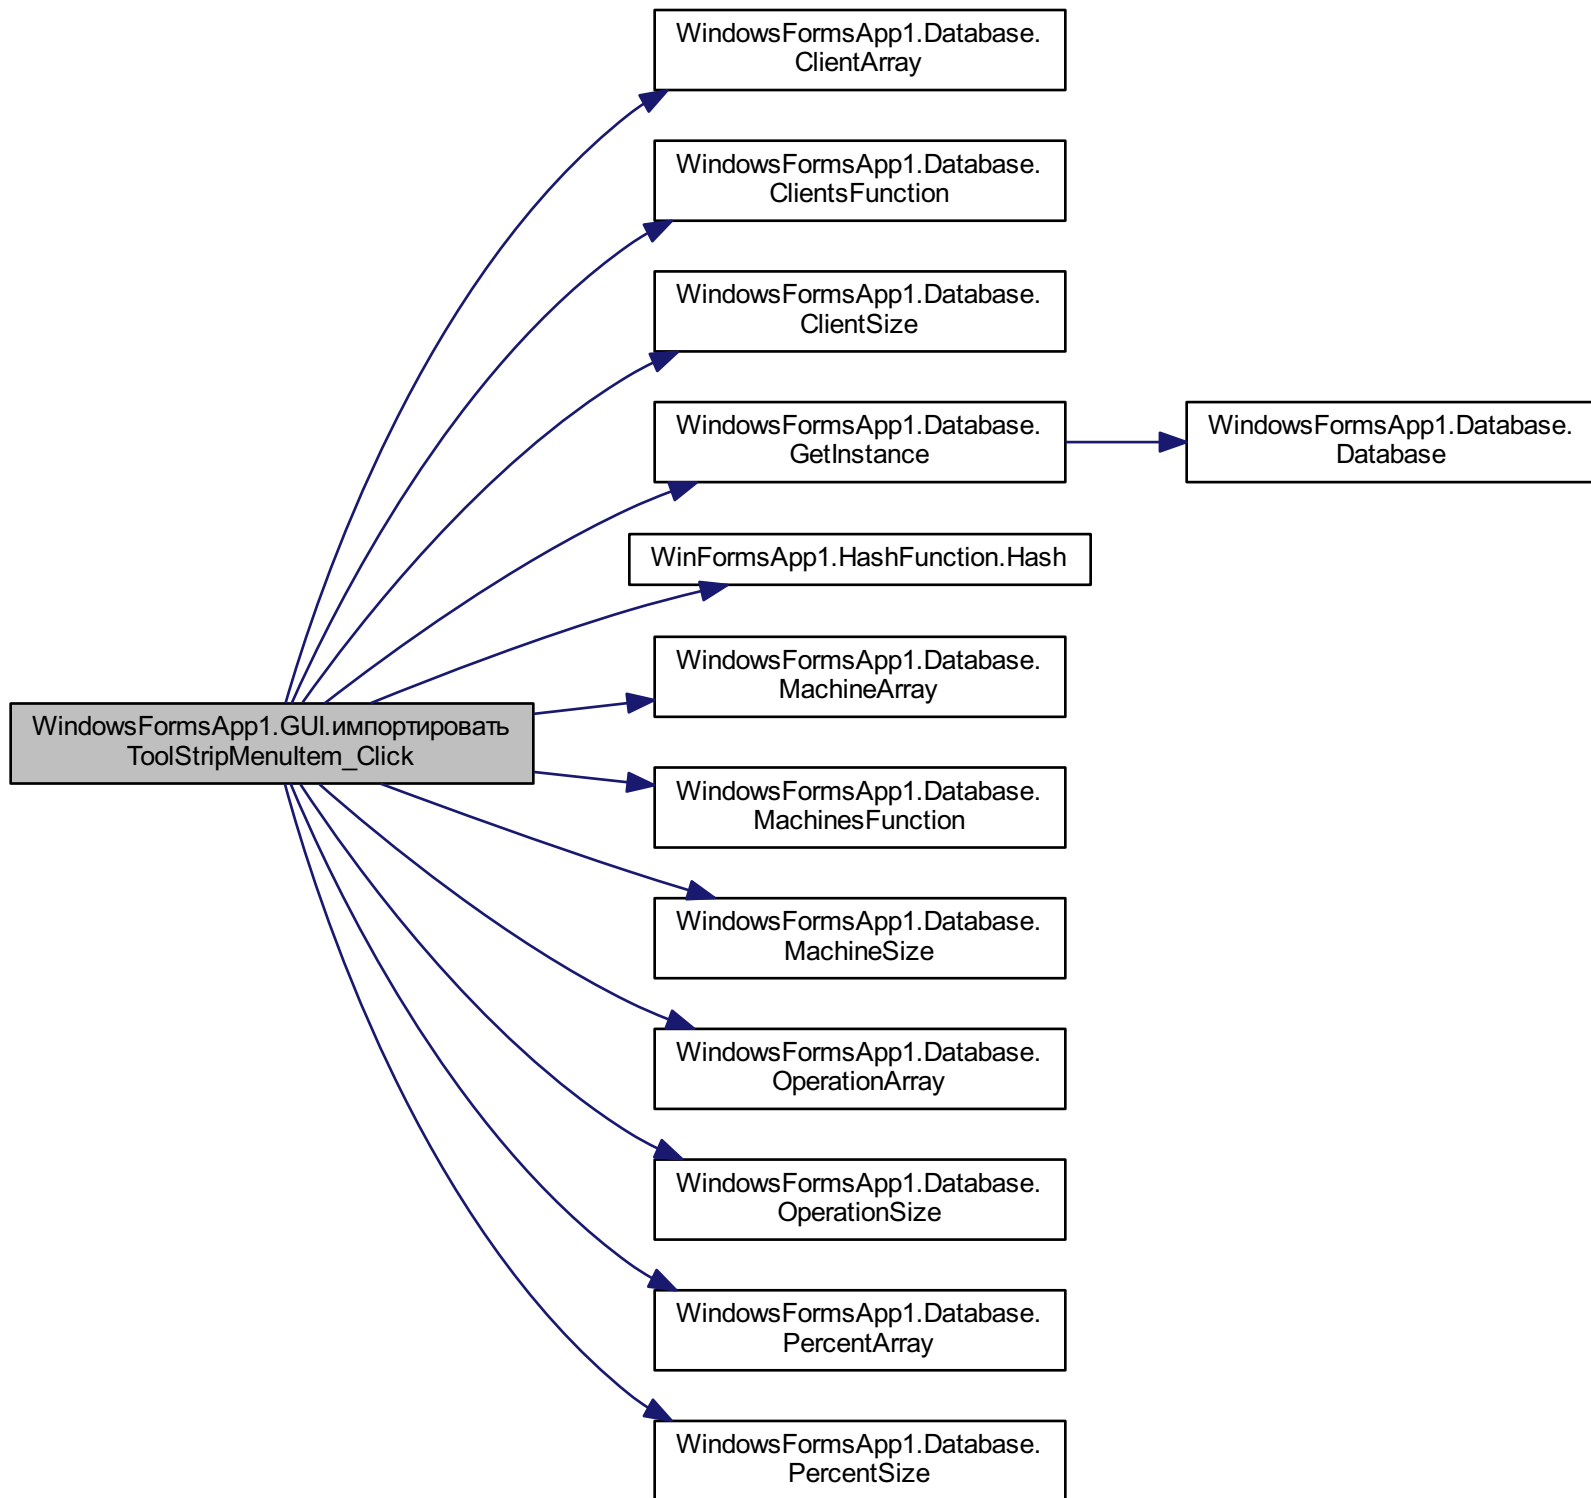 WindowsFormsApp1.Database.
ClientArray
WindowsFormsApp1.Database.
ClientsFunction
WindowsFormsApp1.Database.
ClientSize
WindowsFormsApp1.Database.
GetInstance
WindowsFormsApp1.Database.
Database
WinFormsApp1.HashFunction.Hash
WindowsFormsApp1.Database.
MachineArray
WindowsFormsApp1.GUI.импортировать
ToolStripMenuItem_Click
WindowsFormsApp1.Database.
MachinesFunction
WindowsFormsApp1.Database.
MachineSize
WindowsFormsApp1.Database.
OperationArray
WindowsFormsApp1.Database.
OperationSize
WindowsFormsApp1.Database.
PercentArray
WindowsFormsApp1.Database.
PercentSize